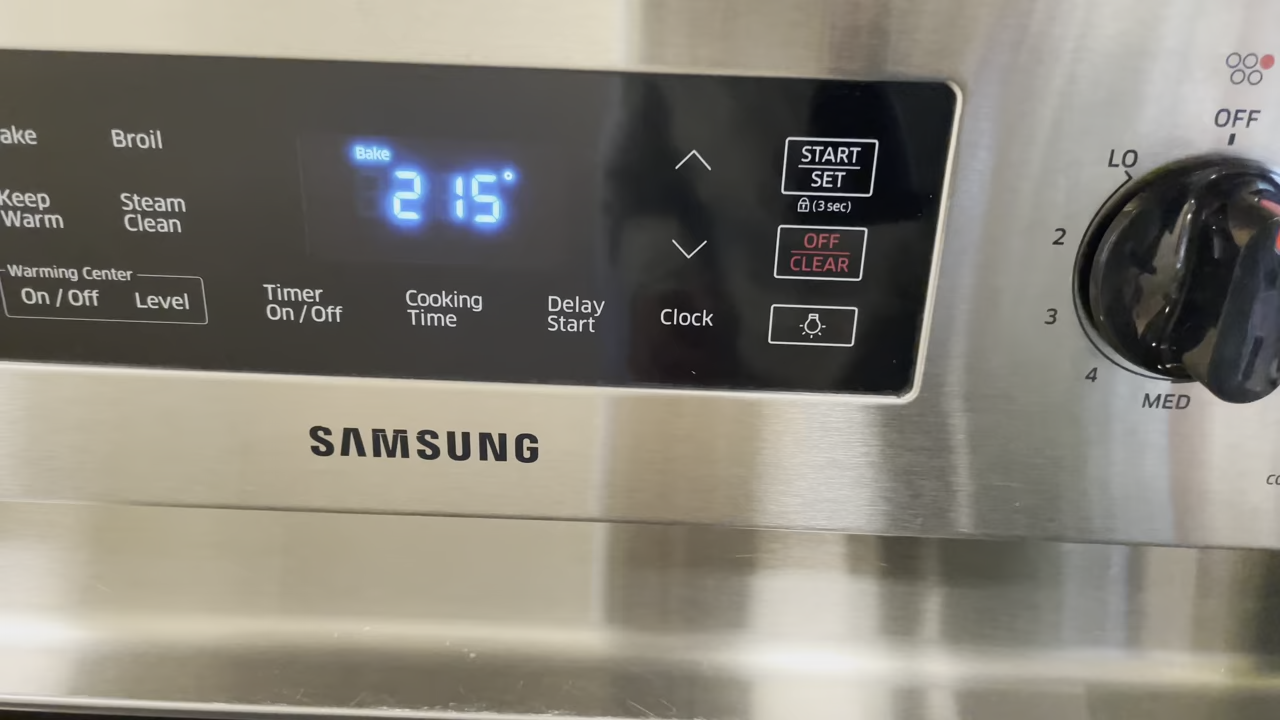 ake
Broil
Bake
215°
START
SET
(3 sec)
Keep
Warm
Steam
Clean
OFF
CLEAR
Warming Center
On / Off
Level
Timer
On / Off
Cooking
Time
Delay
Start
Clock
SAMSUNG
OFF
LO
2
3
4
MED